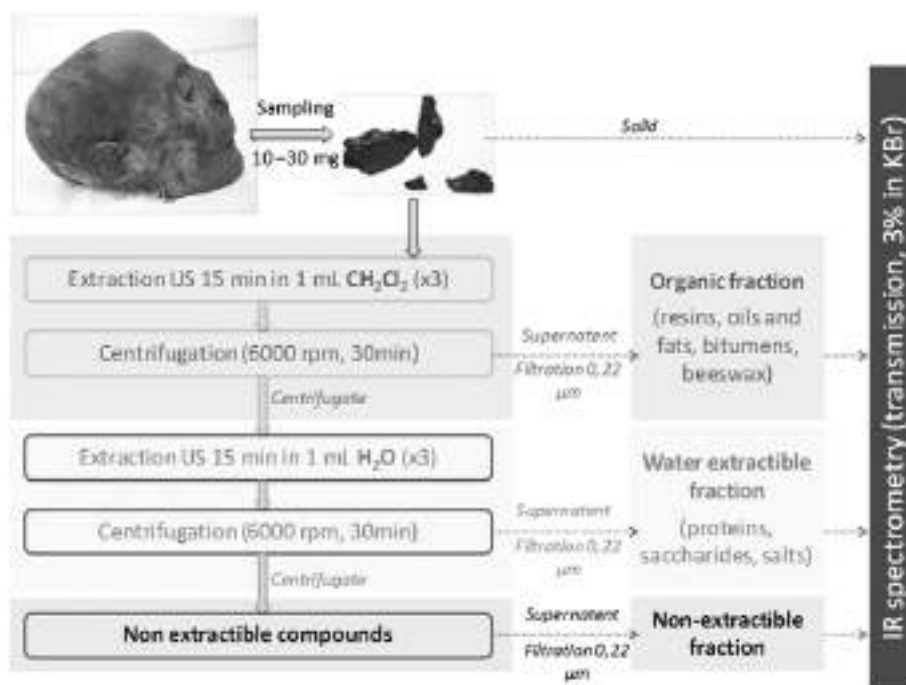 Sampling
10–30 mg
Solid
Extraction US 15 min in 1 mL CH₂Cl₂ (x3)
Centrifugation (6000 rpm, 30min)
Supernatent
Filtration 0,22
µm
Organic fraction
(resins, oils and
fats, bitumens,
beeswax)
Centrifugate
Extraction US 15 min in 1 mL H₂O (x3)
Centrifugation (6000 rpm, 30min)
Supernatent
Filtration 0,22
µm
Water extractible
fraction
(proteins,
saccharides, salts)
Centrifugate
Non extractible compounds
Supernatent
Filtration 0,22
µm
Non-extractible
fraction
IR spectrometry (transmission, 3% in KBr)